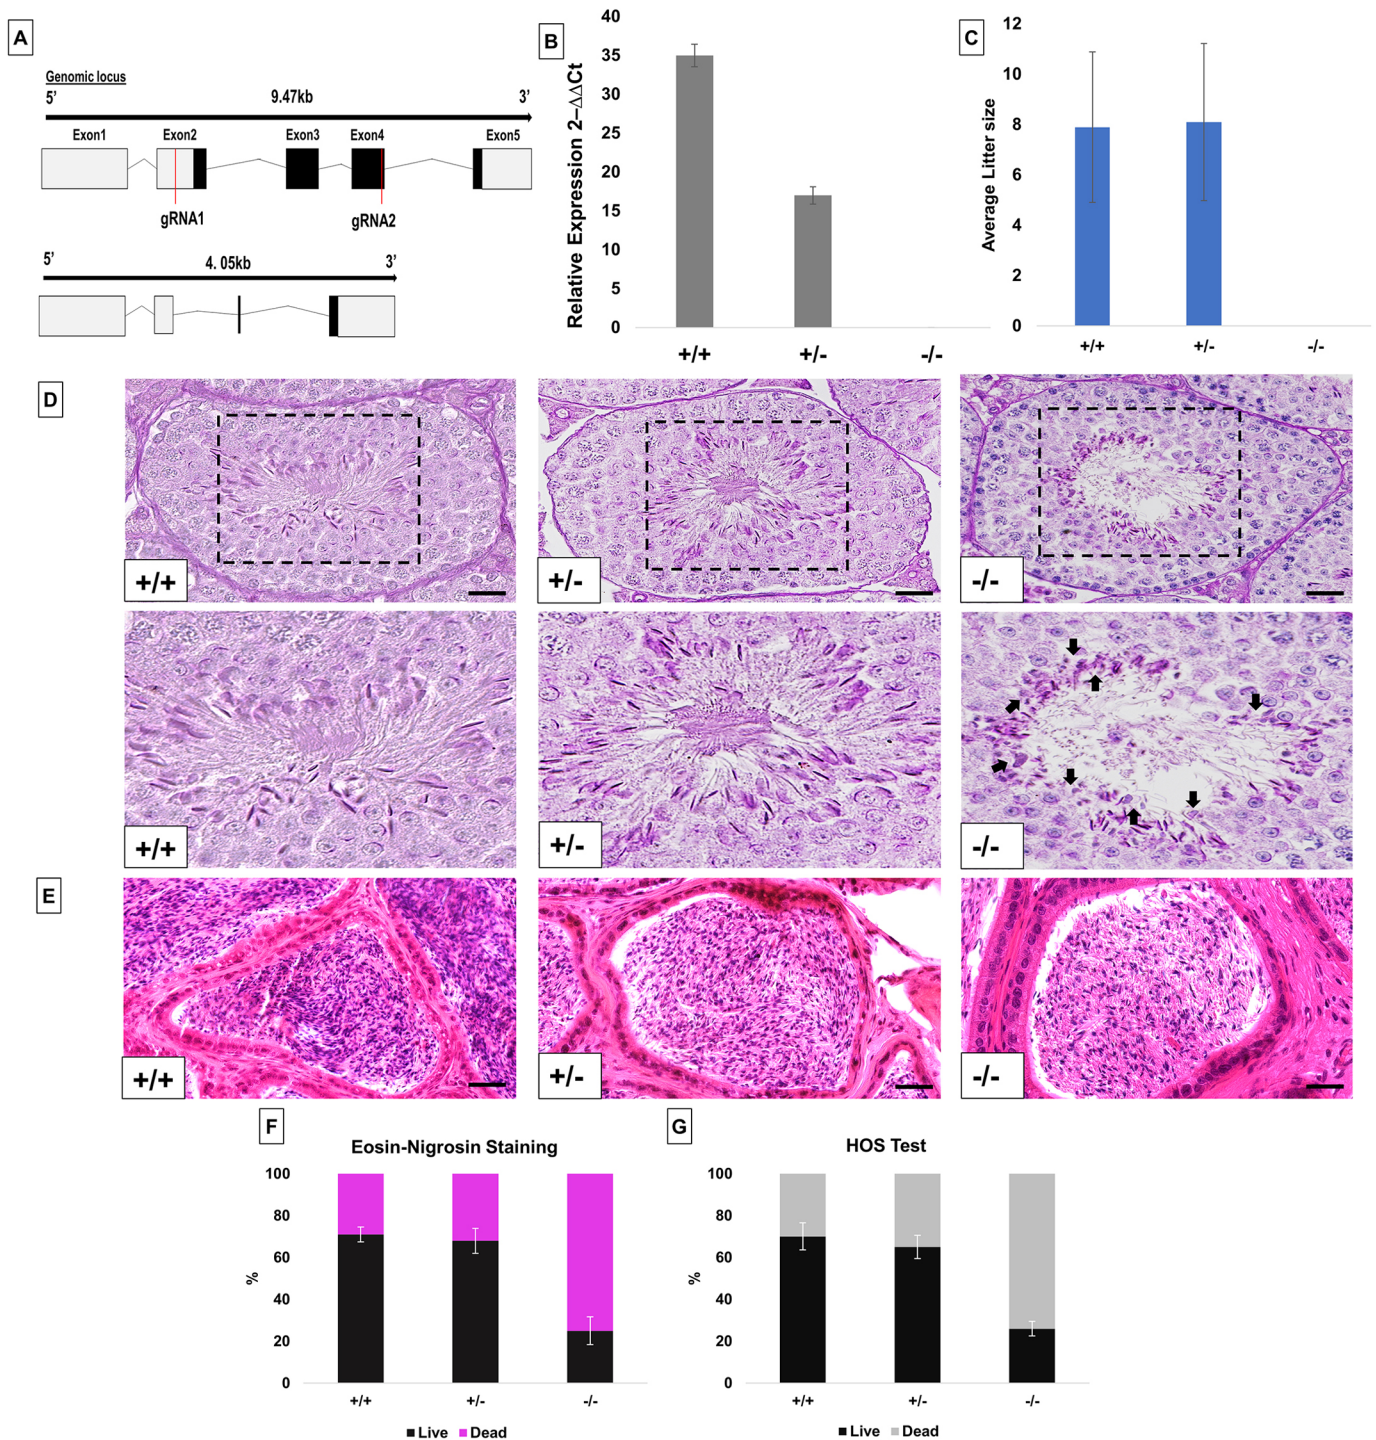 A
Genomic locus
5’ 9.47kb 3’
Exon1 Exon2 Exon3 Exon4 Exon5
gRNA1 gRNA2
5’ 4. 05kb 3’
B
Relative Expression 2–ΔΔCt
40
35
30
25
20
15
10
5
0
+/+ +/- -/-
C
Average Litter size
12
10
8
6
4
2
0
+/+ +/- -/-
D
+/+ +/- -/-
+/+ +/- -/-
E
+/+ +/- -/-
F
Eosin-Nigrosin Staining
%
100
80
60
40
20
0
+/+ +/- -/-
Live Dead
G
HOS Test
%
100
80
60
40
20
0
+/+ +/- -/-
Live Dead